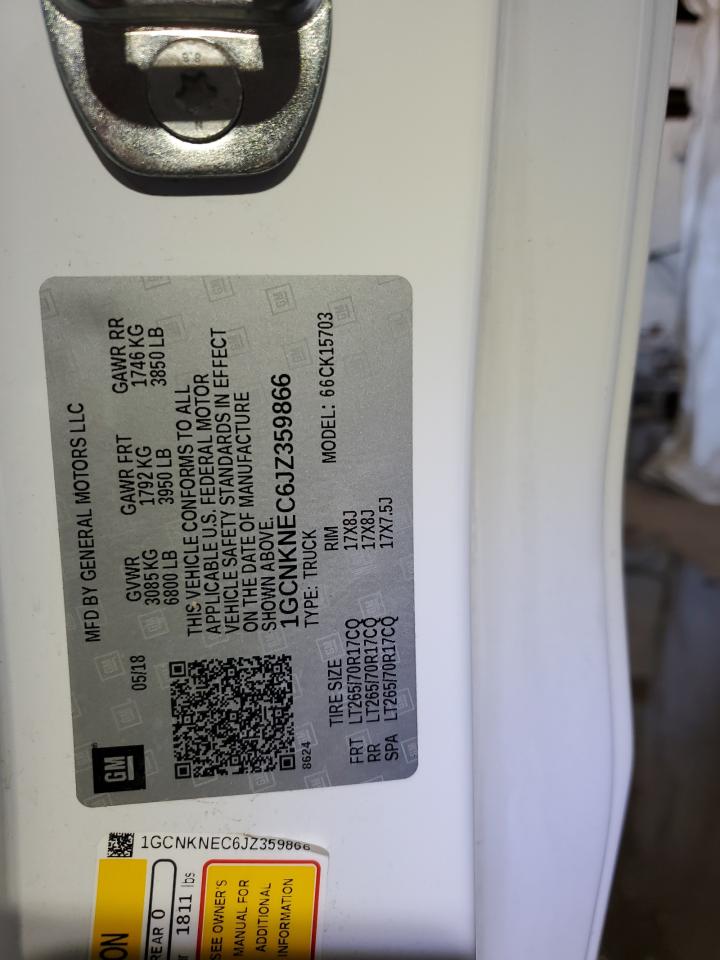 8.8
MFD BY GENERAL MOTORS LLC
GM
05/18
GVWR GAWR FRT GAWR RR
3085KG 1792 KG 1746 KG
6800 LB 3950 LB 3850 LB
THIS VEHICLE CONFORMS TO ALL
APPLICABLE U.S. FEDERAL MOTOR
VEHICLE SAFETY STANDARDS IN EFFECT
ON THE DATE OF MANUFACTURE
SHOWN ABOVE.
1GCNKNEC6JZ359866
TYPE: TRUCK
8624
MODEL: 66CK15703
TIRE SIZE RIM
FRT LT265/70R17CQ 17X8J
RR LT265/70R17CQ 17X8J
SPA LT265/70R17CQ 17X7.5J
1GCNKNEC6JZ359866
REAR 0
1811 lbs
SEE OWNER'S
MANUAL FOR
ADDITIONAL
INFORMATION